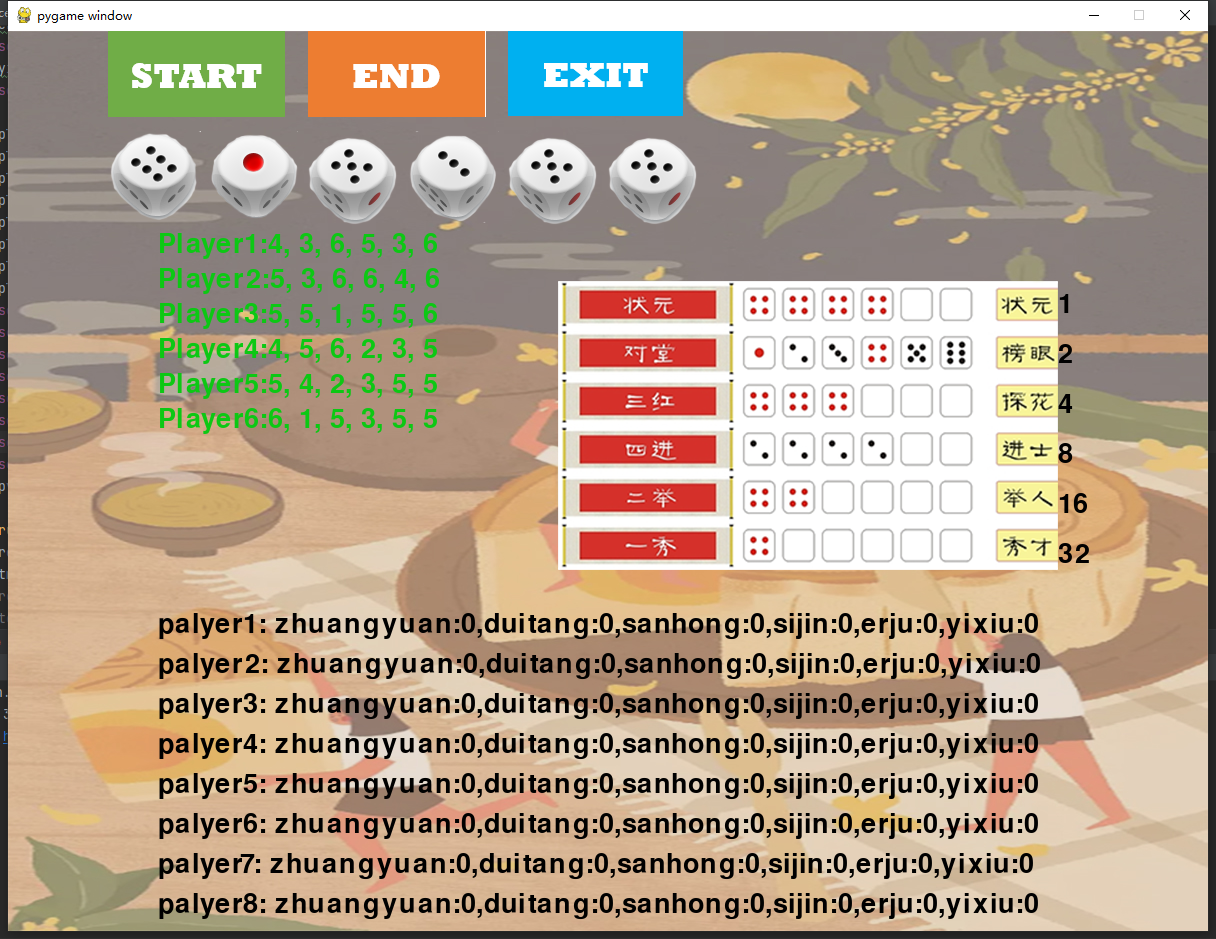 pygame window
START END EXIT
Player1:4, 3, 6, 5, 3, 6
Player2:5, 3, 6, 6, 4, 6
Player3:5, 5, 1, 5, 5, 6
Player4:4, 5, 6, 2, 3, 5
Player5:5, 4, 2, 3, 5, 5
Player6:6, 1, 5, 3, 5, 5
状元 状元 1
对堂 榜眼 2
三红 探花 4
四进 进士 8
二举 举人 16
一秀 秀才 32
palyer1: zhuangyuan:0,duitang:0,sanhong:0,sijin:0,erju:0,yixiu:0
palyer2: zhuangyuan:0,duitang:0,sanhong:0,sijin:0,erju:0,yixiu:0
palyer3: zhuangyuan:0,duitang:0,sanhong:0,sijin:0,erju:0,yixiu:0
palyer4: zhuangyuan:0,duitang:0,sanhong:0,sijin:0,erju:0,yixiu:0
palyer5: zhuangyuan:0,duitang:0,sanhong:0,sijin:0,erju:0,yixiu:0
palyer6: zhuangyuan:0,duitang:0,sanhong:0,sijin:0,erju:0,yixiu:0
palyer7: zhuangyuan:0,duitang:0,sanhong:0,sijin:0,erju:0,yixiu:0
palyer8: zhuangyuan:0,duitang:0,sanhong:0,sijin:0,erju:0,yixiu:0